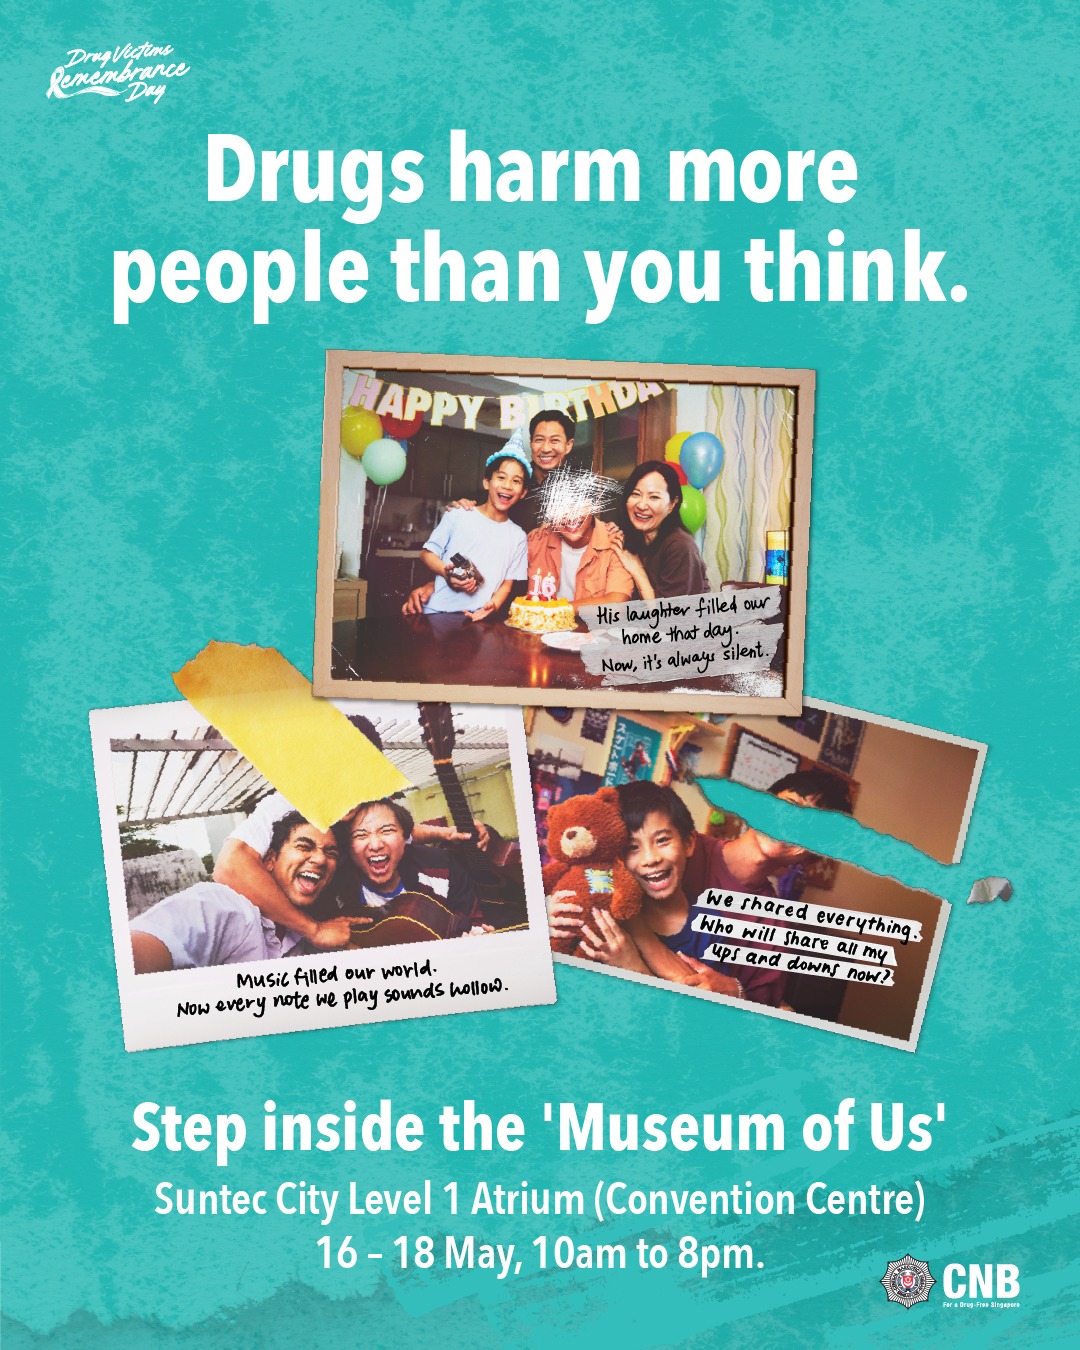 Drug Victims
Remembrance
Day
Drugs harm more
people than you think.
HAPPY BIRTHDA
16
His laughter filled our
home that day.
Now, it's always silent.
Music filled our world.
Now every note we play sounds hollow.
We shared everything.
Who will share all my
ups and downs now?
Step inside the 'Museum of Us'
Suntec City Level 1 Atrium (Convention Centre)
16 – 18 May, 10am to 8pm.
CNB
For a Drug-Free Singapore